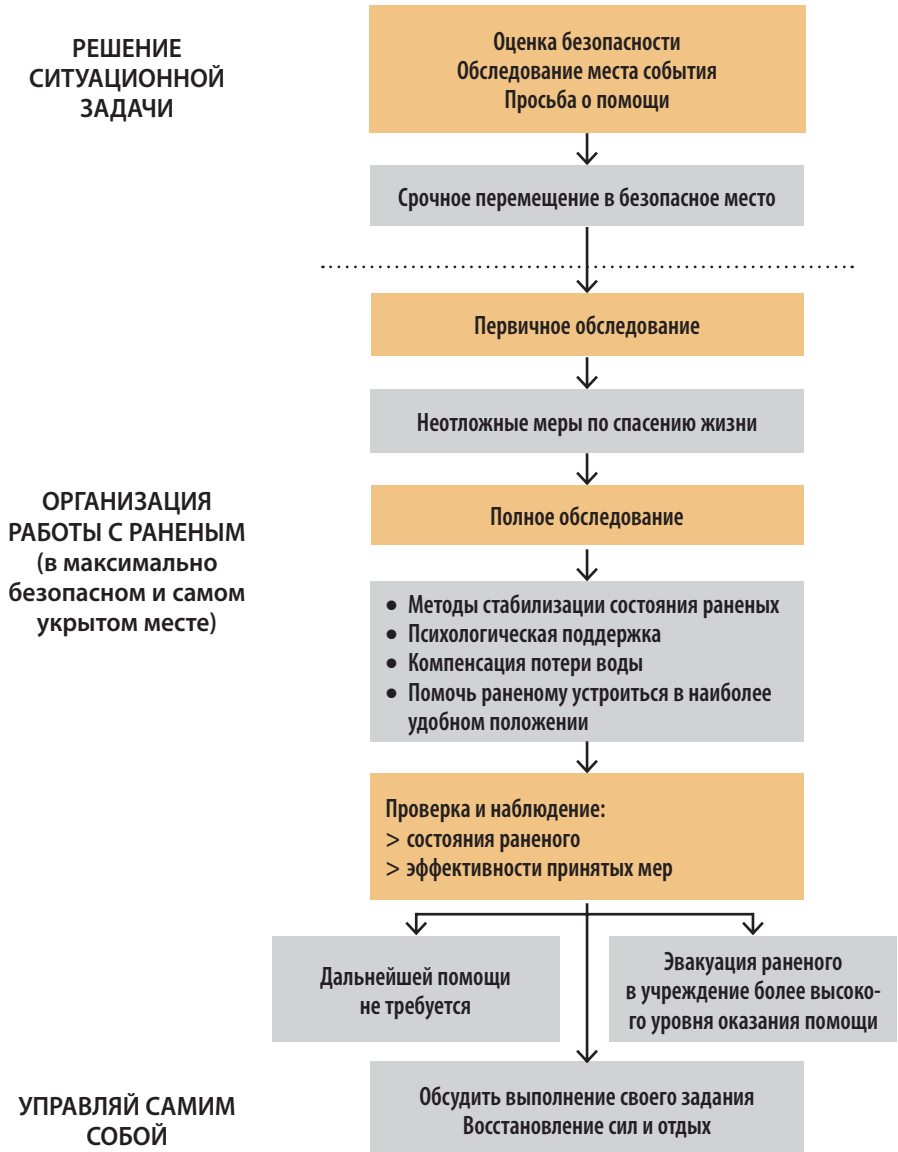 РЕШЕНИЕ
СИТУАЦИОННОЙ
ЗАДАЧИ
Оценка безопасности
Обследование места события
Просьба о помощи
Срочное перемещение в безопасное место
Первичное обследование
Неотложные меры по спасению жизни
ОРГАНИЗАЦИЯ
РАБОТЫ С РАНЕНЫМ
(в максимально
безопасном и самом
укрытом месте)
Полное обследование
• Методы стабилизации состояния раненых
• Психологическая поддержка
• Компенсация потери воды
• Помочь раненому устроиться в наиболее
удобном положении
Проверка и наблюдение:
> состояния раненого
> эффективности принятых мер
Дальнейшей помощи
не требуется
Эвакуация раненого
в учреждение более высоко-
го уровня оказания помощи
УПРАВЛЯЙ САМИМ
СОБОЙ
Обсудить выполнение своего задания
Восстановление сил и отдых